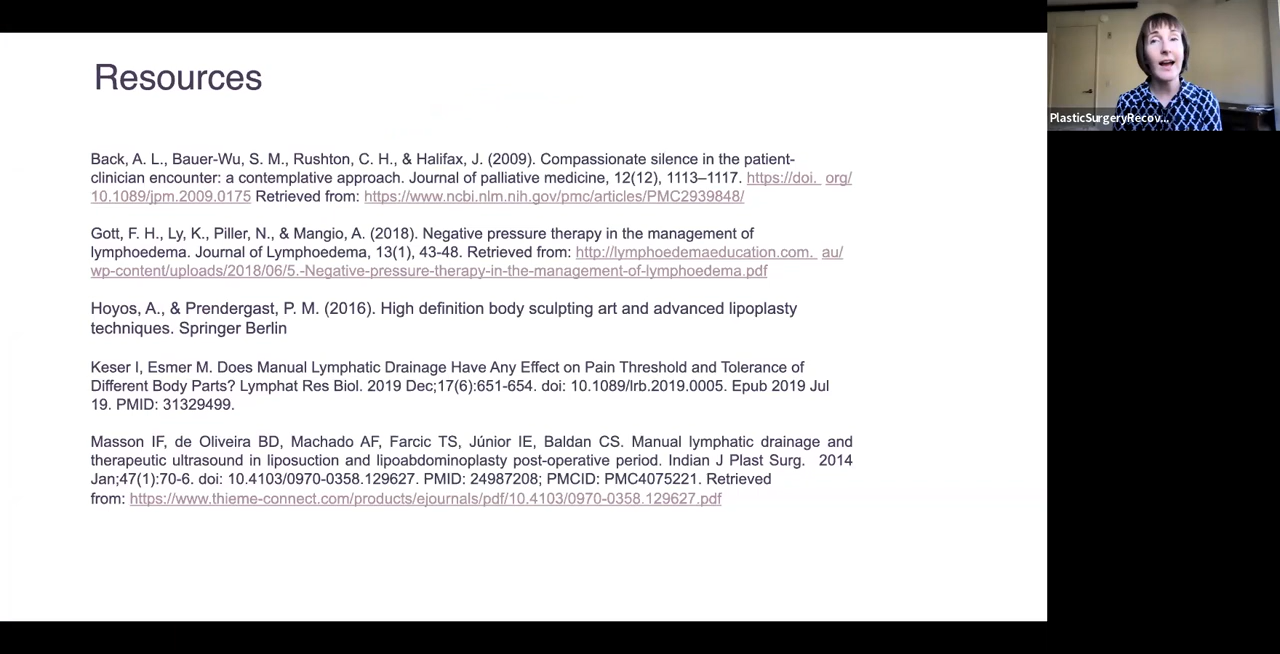 Resources
PlasticSurgeryRecov...
Back, A. L., Bauer-Wu, S. M., Rushton, C. H., & Halifax, J. (2009). Compassionate silence in the patient-
clinician encounter: a contemplative approach. Journal of palliative medicine, 12(12), 1113–1117. https://doi. org/
10.1089/jpm.2009.0175 Retrieved from: https://www.ncbi.nlm.nih.gov/pmc/articles/PMC2939848/
Gott, F. H., Ly, K., Piller, N., & Mangio, A. (2018). Negative pressure therapy in the management of
lymphoedema. Journal of Lymphoedema, 13(1), 43-48. Retrieved from: http://lymphoedemaeducation.com. au/
wp-content/uploads/2018/06/5.-Negative-pressure-therapy-in-the-management-of-lymphoedema.pdf
Hoyos, A., & Prendergast, P. M. (2016). High definition body sculpting art and advanced lipoplasty
techniques. Springer Berlin
Keser I, Esmer M. Does Manual Lymphatic Drainage Have Any Effect on Pain Threshold and Tolerance of
Different Body Parts? Lymphat Res Biol. 2019 Dec;17(6):651-654. doi: 10.1089/lrb.2019.0005. Epub 2019 Jul
19. PMID: 31329499.
Masson IF, de Oliveira BD, Machado AF, Farcic TS, Júnior IE, Baldan CS. Manual lymphatic drainage and
therapeutic ultrasound in liposuction and lipoabdominoplasty post-operative period. Indian J Plast Surg. 2014
Jan;47(1):70-6. doi: 10.4103/0970-0358.129627. PMID: 24987208; PMCID: PMC4075221. Retrieved
from: https://www.thieme-connect.com/products/ejournals/pdf/10.4103/0970-0358.129627.pdf